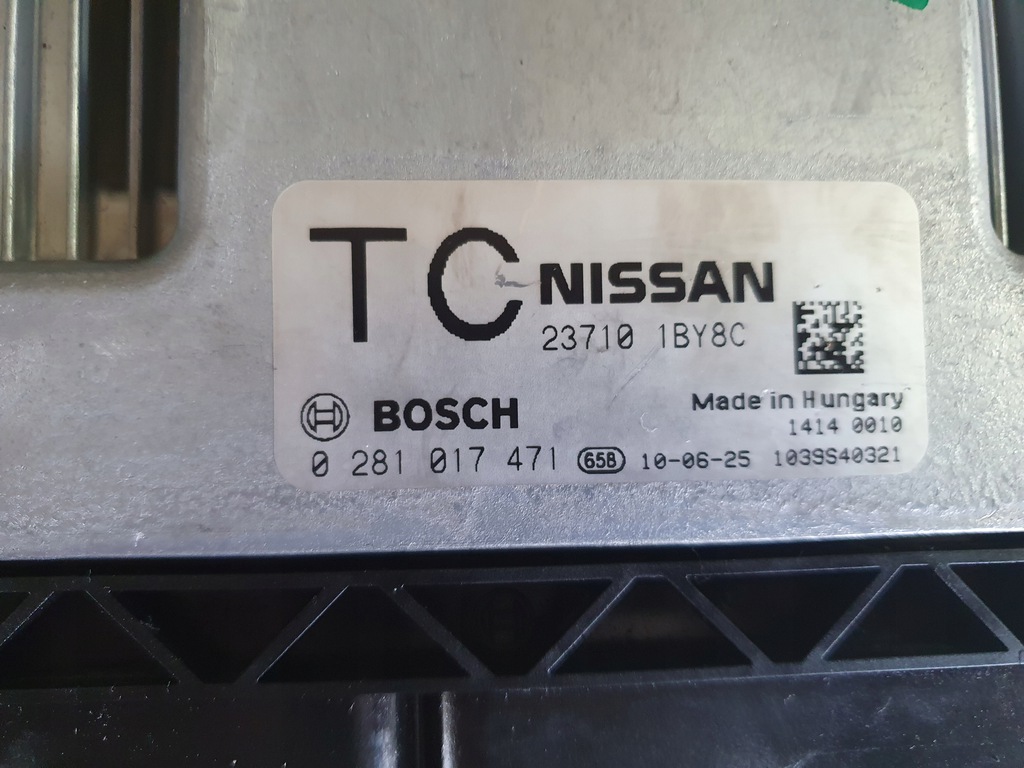 TC NISSAN
23710 1BY8C
BOSCH
Made in Hungary
1414 0010
0 281 017 471 65B 10-06-25 1039S40321